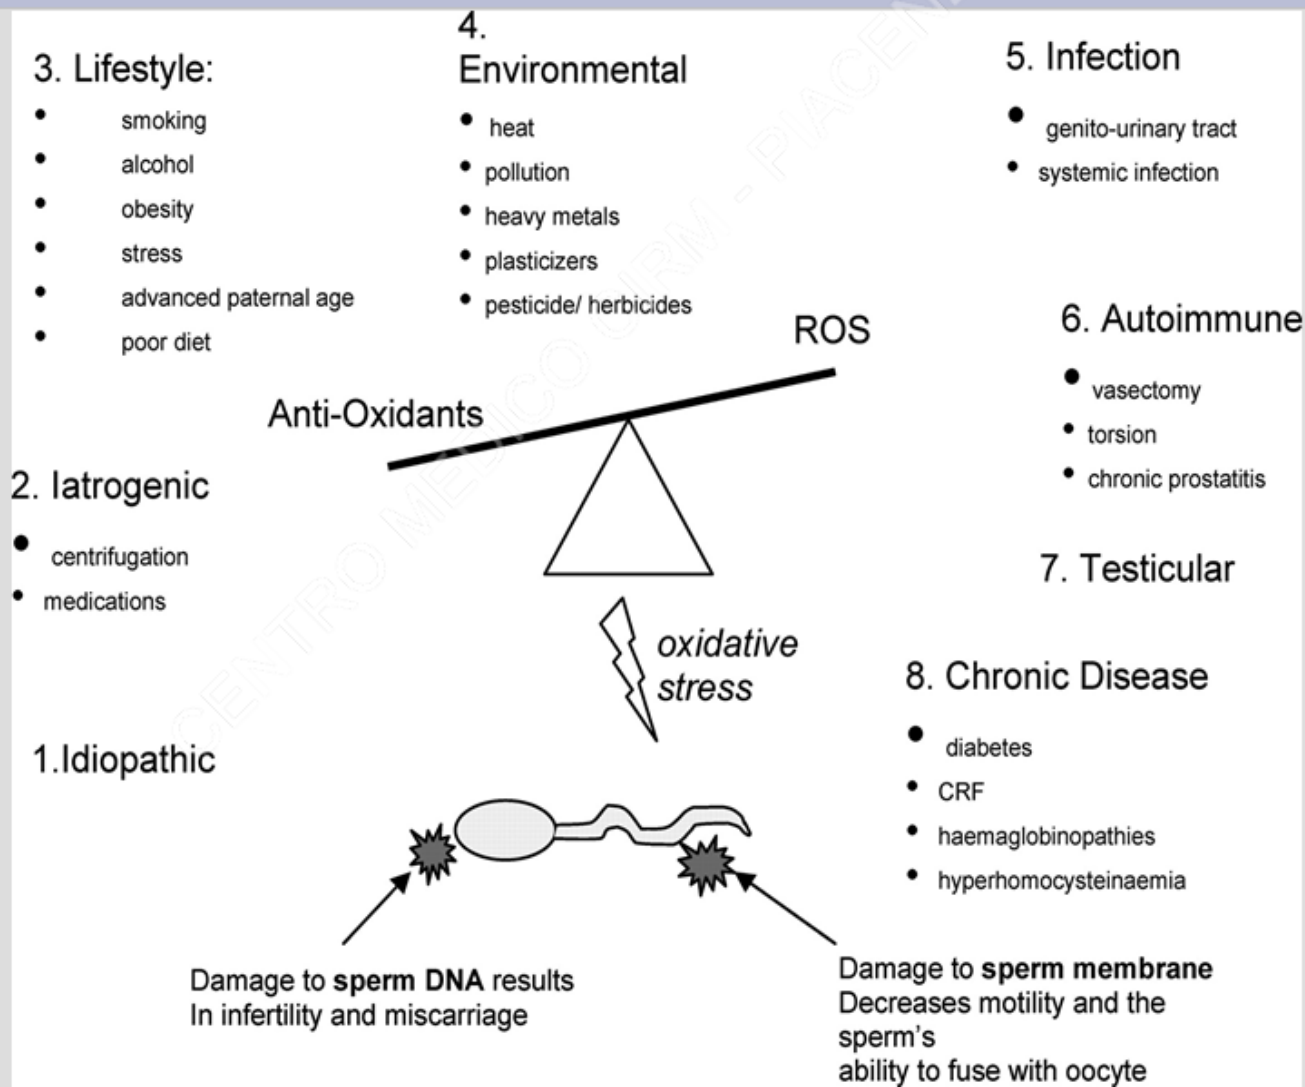 3. Lifestyle:
• smoking
• alcohol
• obesity
• stress
• advanced paternal age
• poor diet
4.
Environmental
• heat
• pollution
• heavy metals
• plasticizers
• pesticide/ herbicides
5. Infection
• genito-urinary tract
• systemic infection
ROS
Anti-Oxidants
6. Autoimmune
• vasectomy
• torsion
• chronic prostatitis
2. Iatrogenic
• centrifugation
• medications
7. Testicular
oxidative
stress
8. Chronic Disease
• diabetes
• CRF
• haemaglobinopathies
• hyperhomocysteinaemia
1.Idiopathic
Damage to sperm DNA results
In infertility and miscarriage
Damage to sperm membrane
Decreases motility and the
sperm's
ability to fuse with oocyte
CENTRO MEDICO CIRM - PIACEN